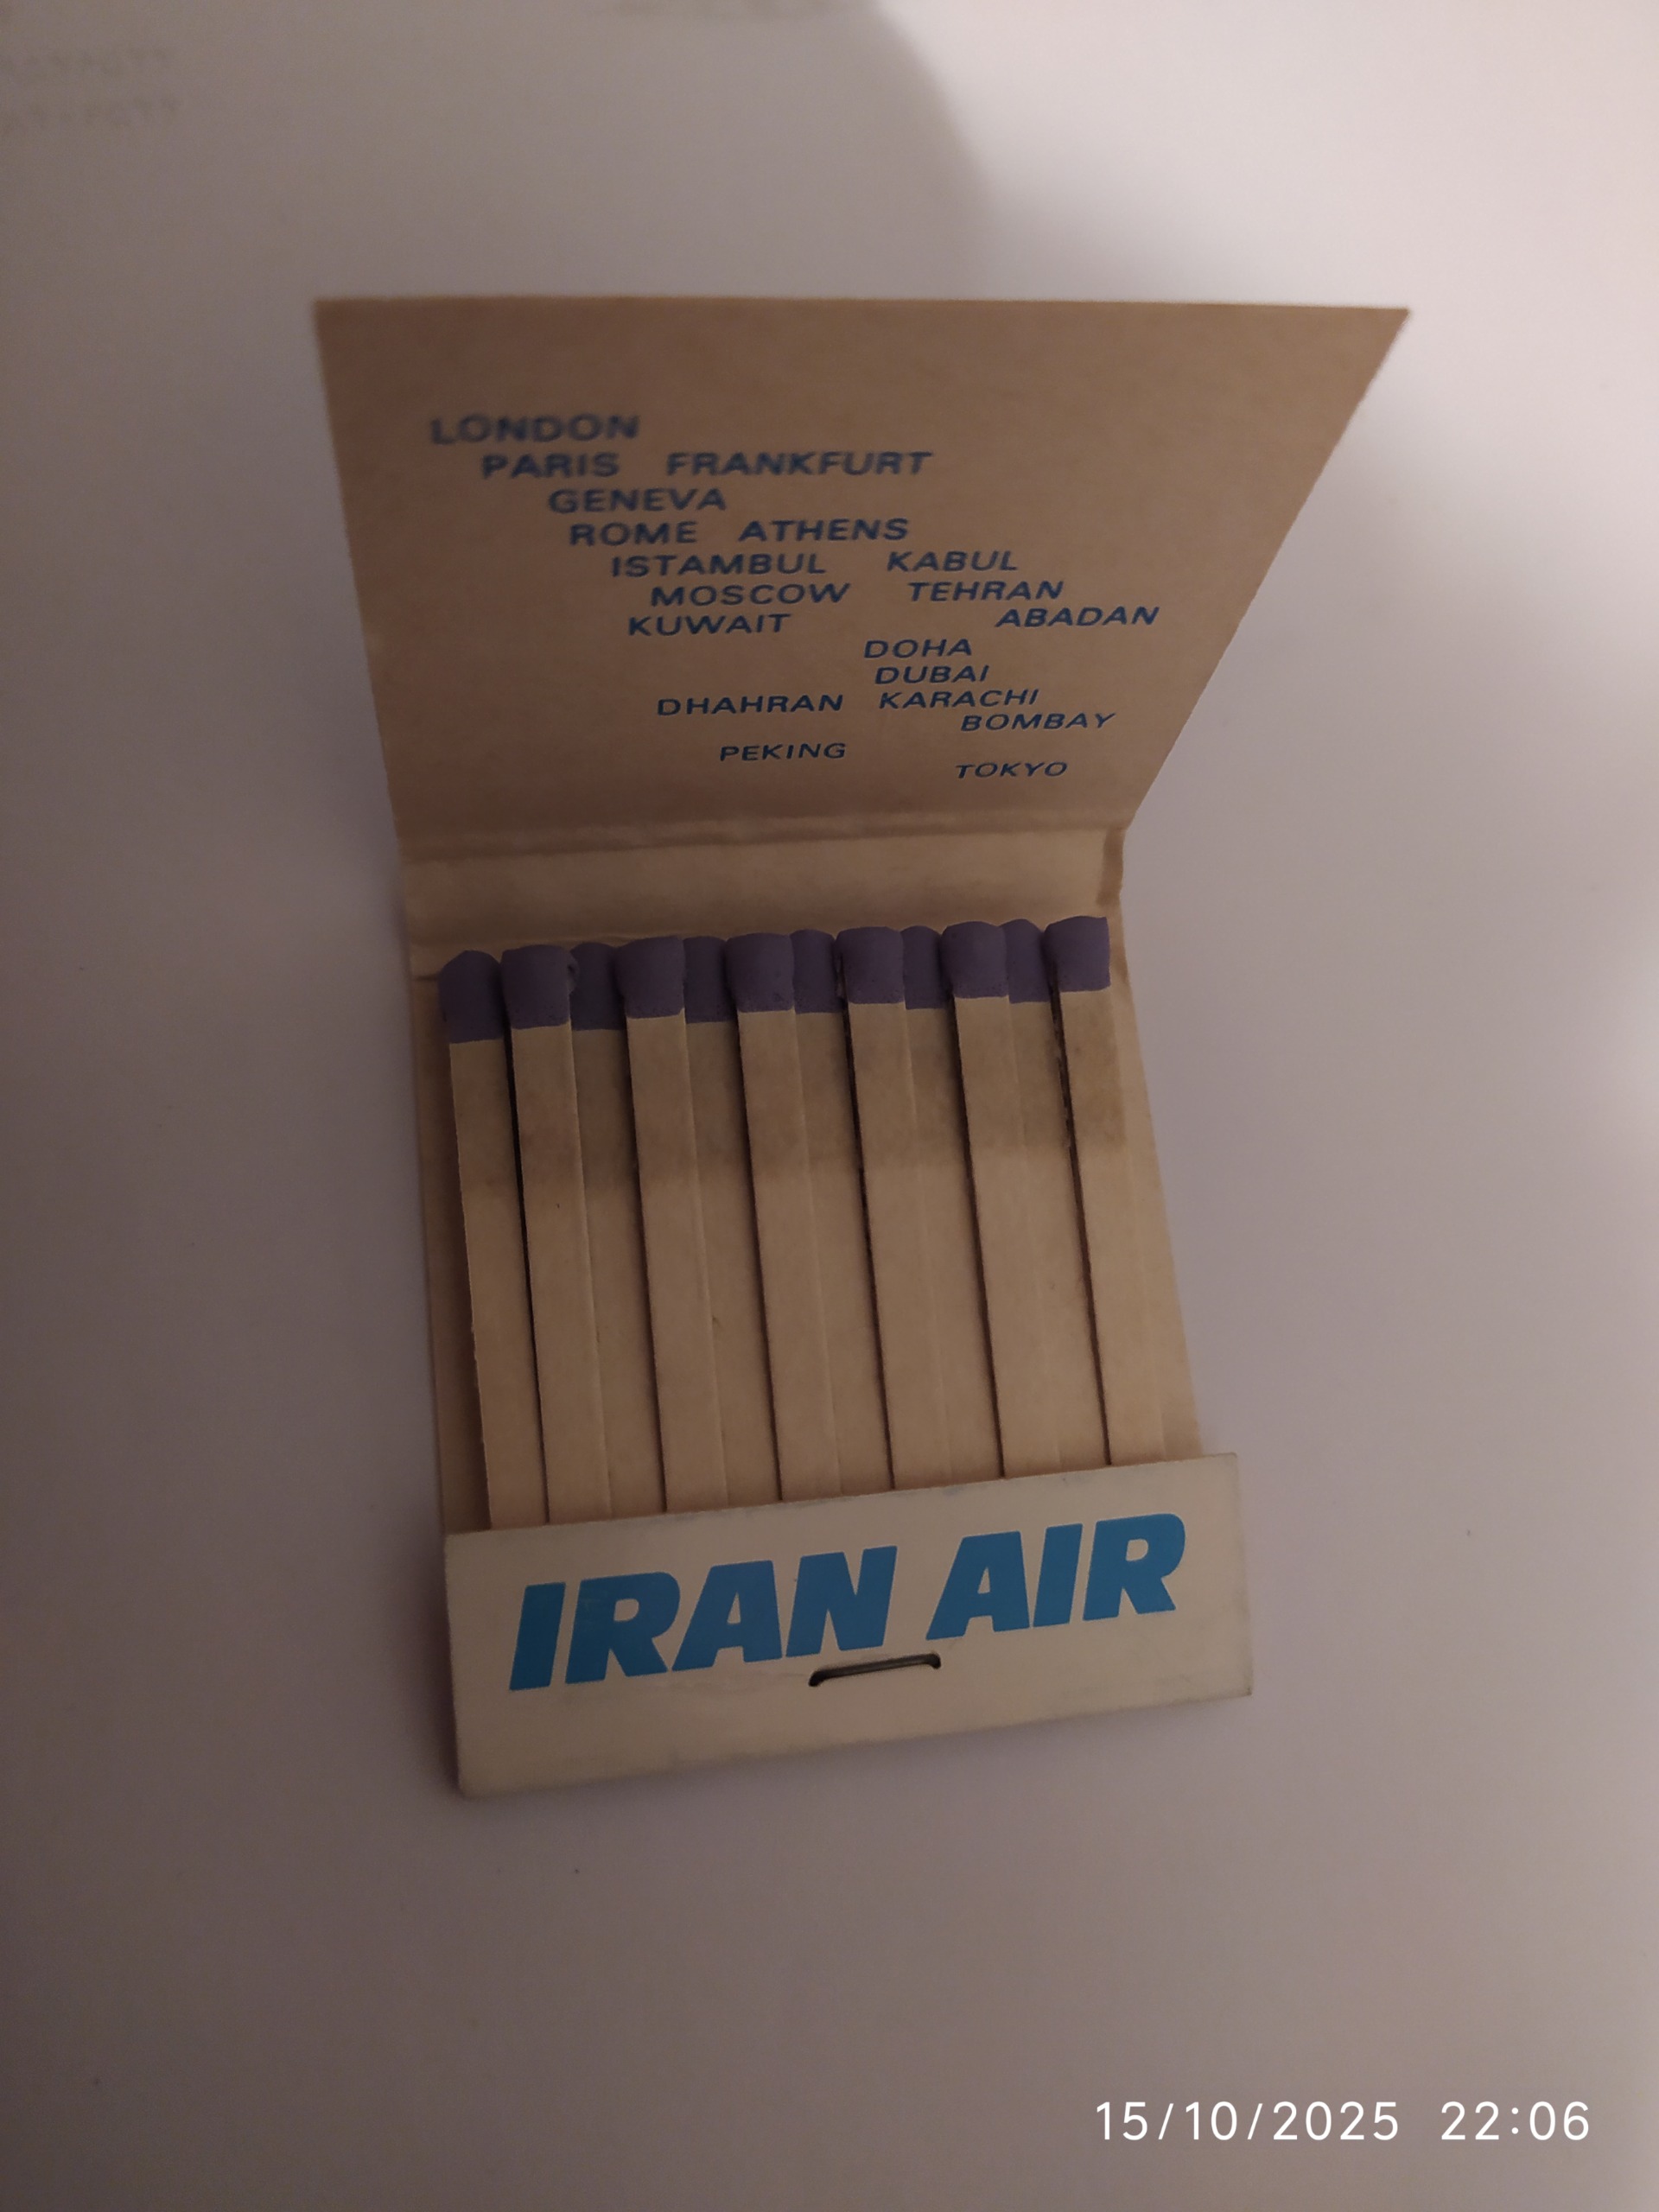 LONDON
PARIS FRANKFURT
GENEVA
ROME ATHENS
ISTAMBUL KABUL
MOSCOW TEHRAN
KUWAIT ABADAN
DOHA
DUBAI
DHAHRAN KARACHI
BOMBAY
PEKING
TOKYO
IRAN AIR
15/10/2025 22:06